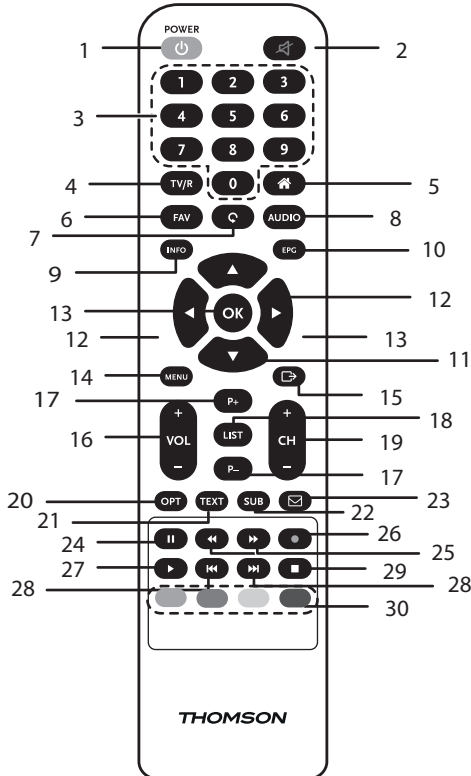 POWER
1 2
1 2 3
3 4 5 6
7 8 9
4 TV/R 0 5
6 FAV AUDIO 8
7
INFO EPG 10
9
13 OK 12
12 13
11
14 MENU 15
17 P+
16 + VOL − LIST 18
+ CH − 19
P− 17
20 OPT TEXT SUB 23
21 22
24 26
25
27 29
28 28
30
THOMSON